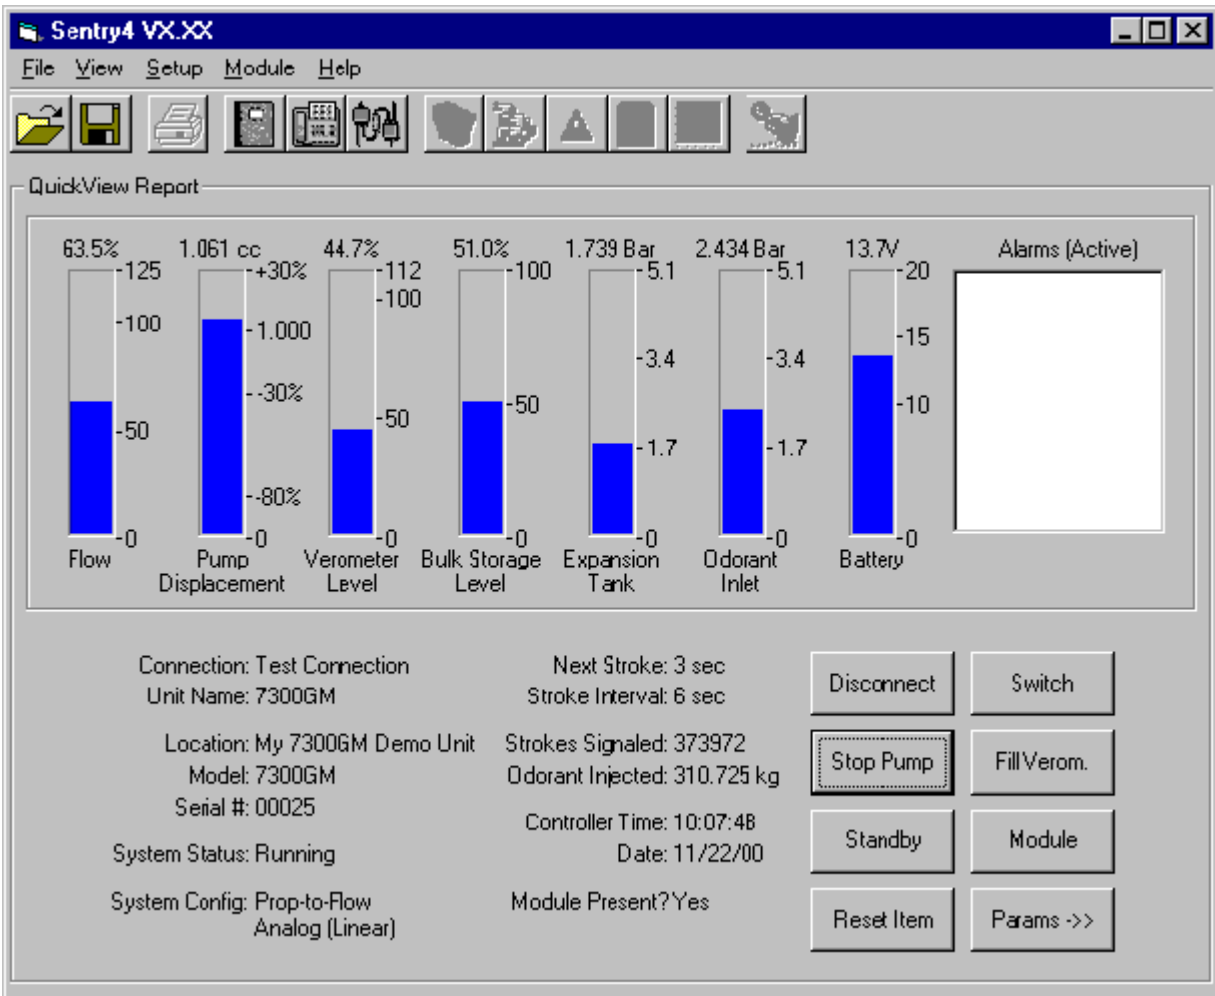 Sentry4 VX.XX
File View Setup Module Help
QuickView Report
63.5% 1.061 cc 44.7% 51.0% 1.739 Bar 2.434 Bar 13.7V Alarms (Active)
-125 -+30% -112 -100 -5.1 -5.1 -20
-100
-100 -1.000 -15
-3.4 -3.4
--30% -50 -10
-50 -50
-1.7 -1.7
--80%
-0 -0 -0 -0 -0 -0 -0
Flow Pump Verometer Bulk Storage Expansion Odorant Battery
Displacement Level Level Tank Inlet
Connection: Test Connection
Unit Name: 7300GM
Location: My 7300GM Demo Unit
Model: 7300GM
Serial #: 00025
System Status: Running
System Config: Prop-to-Flow
Analog (Linear)
Next Stroke: 3 sec
Stroke Interval: 6 sec
Strokes Signaled: 373972
Odorant Injected: 310.725 kg
Controller Time: 10:07:48
Date: 11/22/00
Module Present? Yes
Disconnect Switch
Stop Pump Fill Verom.
Standby Module
Reset Item Params ->>